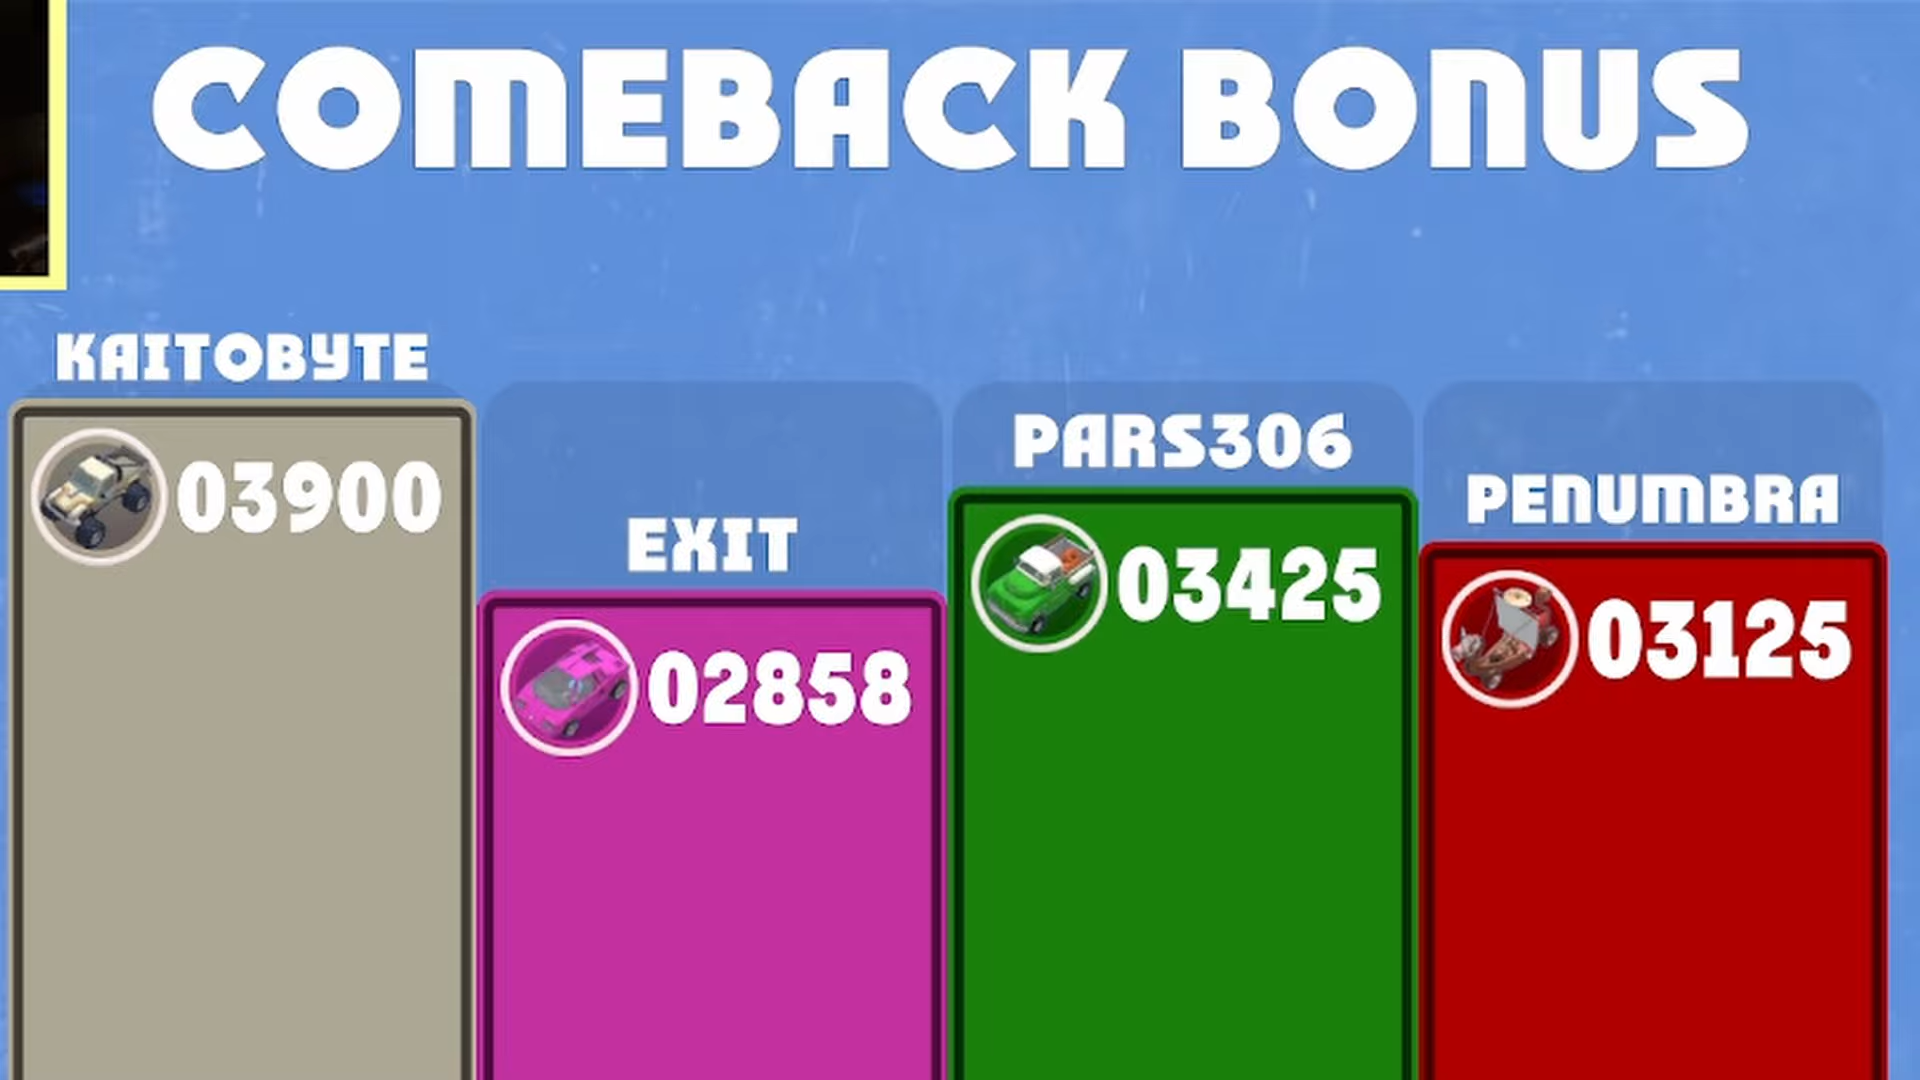 COMEBACK BONUS
KAITOBYTE
03900
EXIT
02858
PARS306
03425
PENUMBRA
03125